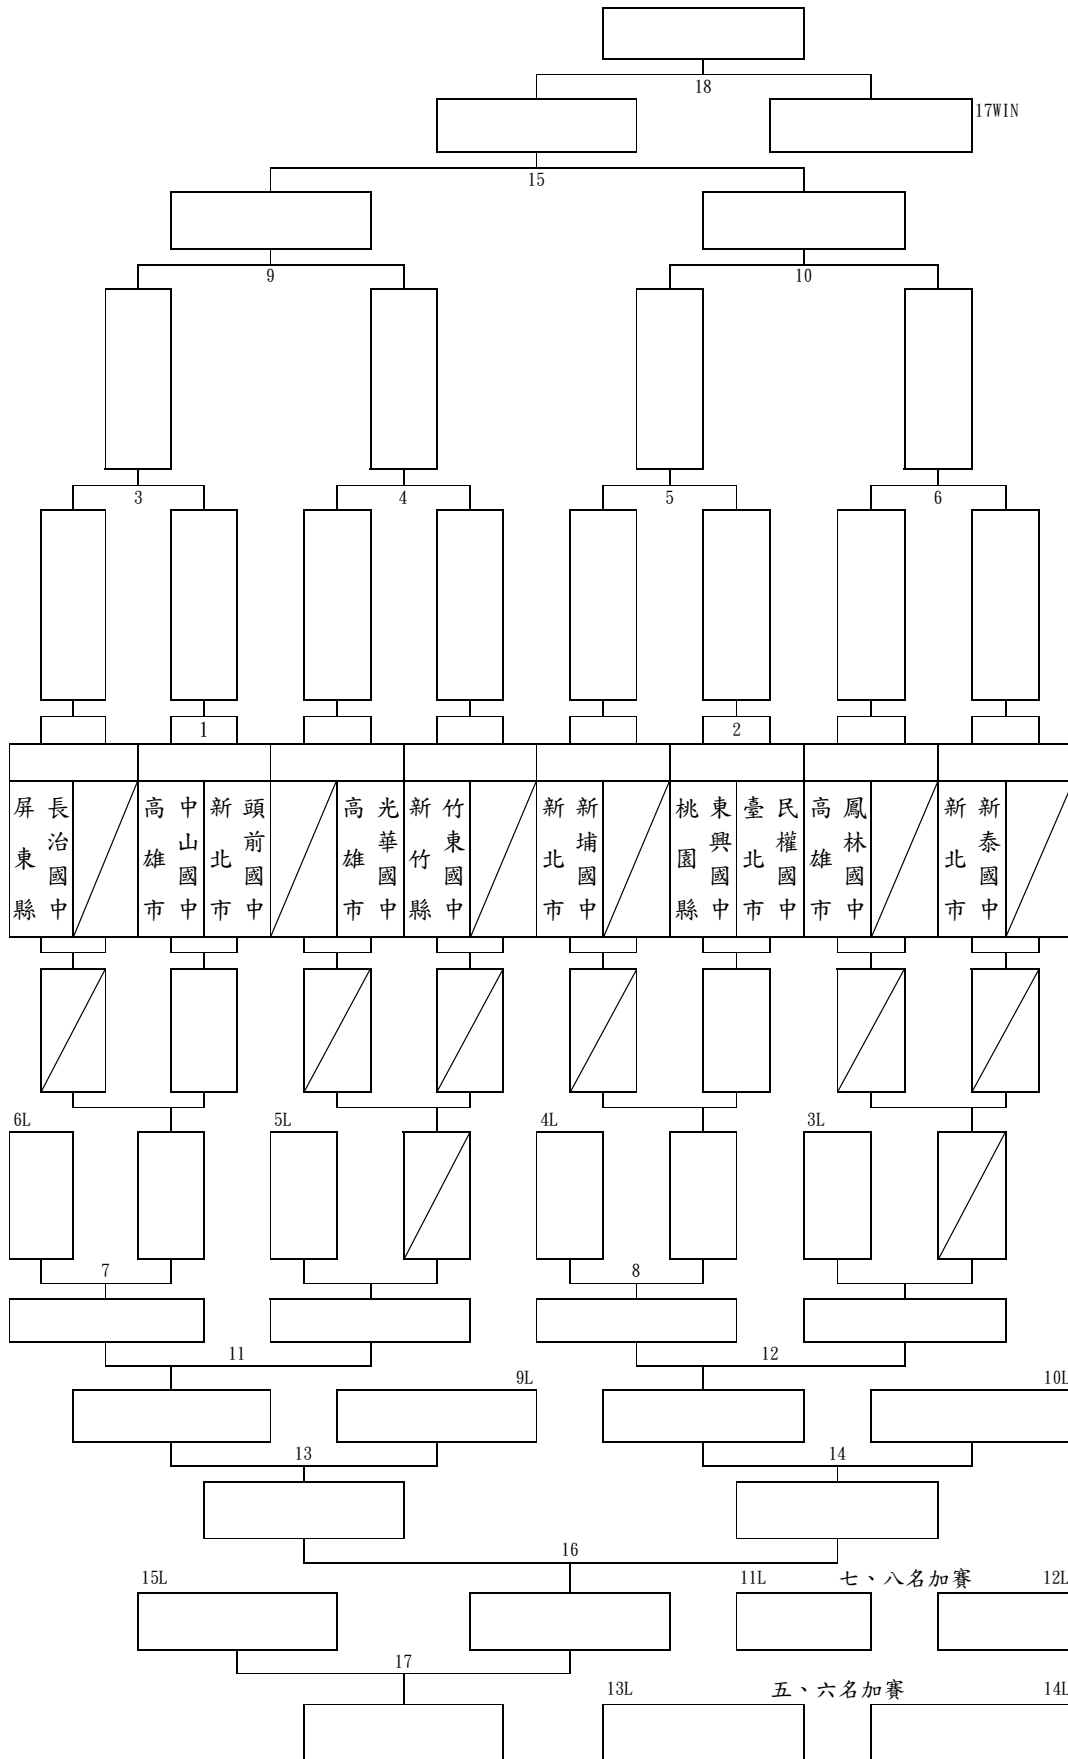 18
17WIN
15
9
10
3
4
5
6
1
2
屏東縣
長治國中
高雄市
中山國中
新北市
頭前國中
高雄市
光華國中
新竹縣
竹東國中
新北市
新埔國中
桃園縣
東興國中
臺北市
民權國中
高雄市
鳳林國中
新北市
新泰國中
6L
5L
4L
3L
7
8
11
12
9L
10L
13
14
16
15L
11L
七、八名加賽
12L
17
13L
五、六名加賽
14L